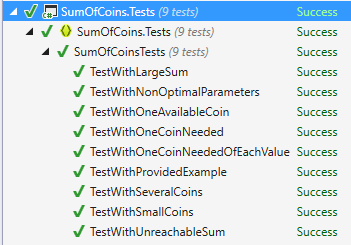 SumOfCoins.Tests (9 tests) Success
SumOfCoins.Tests (9 tests) Success
SumOfCoinsTests (9 tests) Success
TestWithLargeSum Success
TestWithNonOptimalParameters Success
TestWithOneAvailableCoin Success
TestWithOneCoinNeeded Success
TestWithOneCoinNeededOfEachValue Success
TestWithProvidedExample Success
TestWithSeveralCoins Success
TestWithSmallCoins Success
TestWithUnreachableSum Success